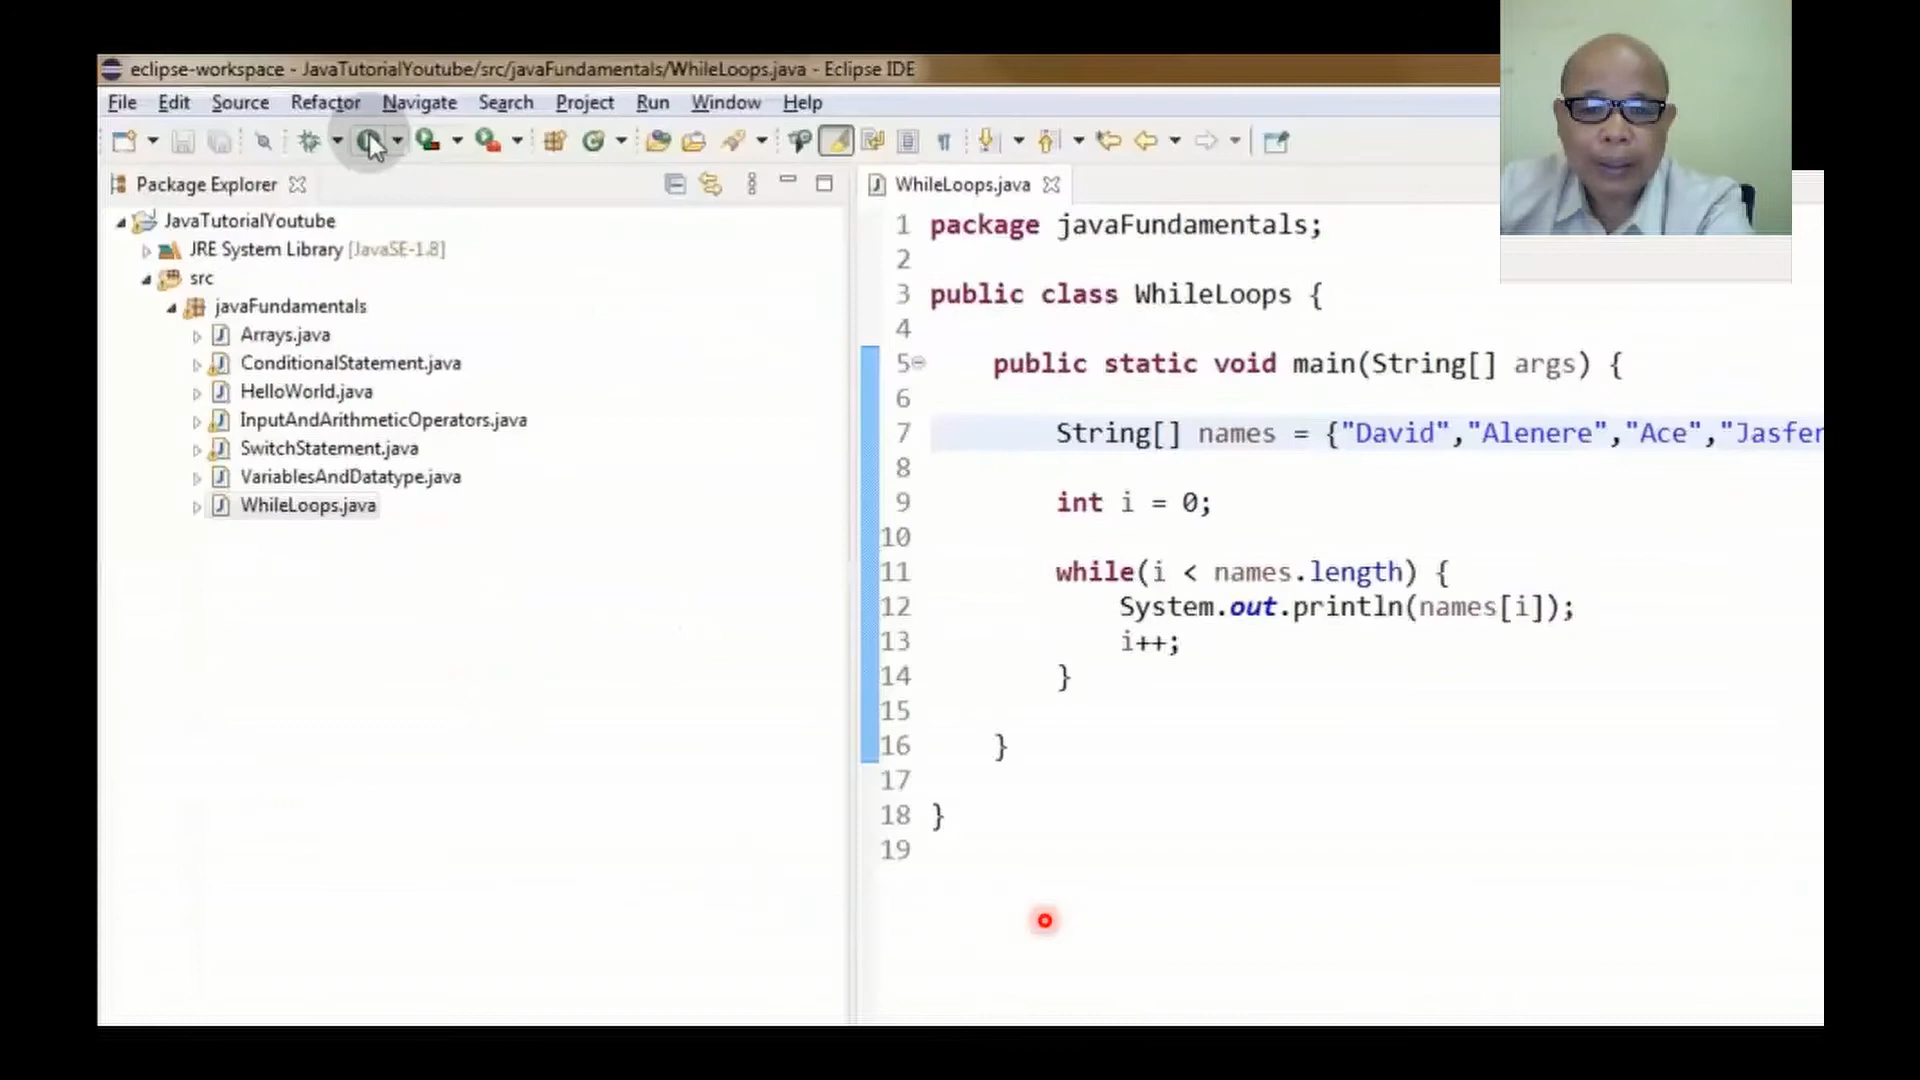 eclipse-workspace - JavaTutorialYoutube/src/javaFundamentals/WhileLoops.java - Eclipse IDE
File Edit Source Refactor Navigate Search Project Run Window Help
Package Explorer
JavaTutorialYoutube
JRE System Library [JavaSE-1.8]
src
javaFundamentals
Arrays.java
ConditionalStatement.java
HelloWorld.java
InputAndArithmeticOperators.java
SwitchStatement.java
VariablesAndDatatype.java
WhileLoops.java
WhileLoops.java
1 package javaFundamentals;
2
3 public class WhileLoops {
4
5 public static void main(String[] args) {
6
7 String[] names = {"David","Alenere","Ace","Jasfer
8
9 int i = 0;
10
11 while(i < names.length) {
12 System.out.println(names[i]);
13 i++;
14 }
15
16 }
17
18 }
19